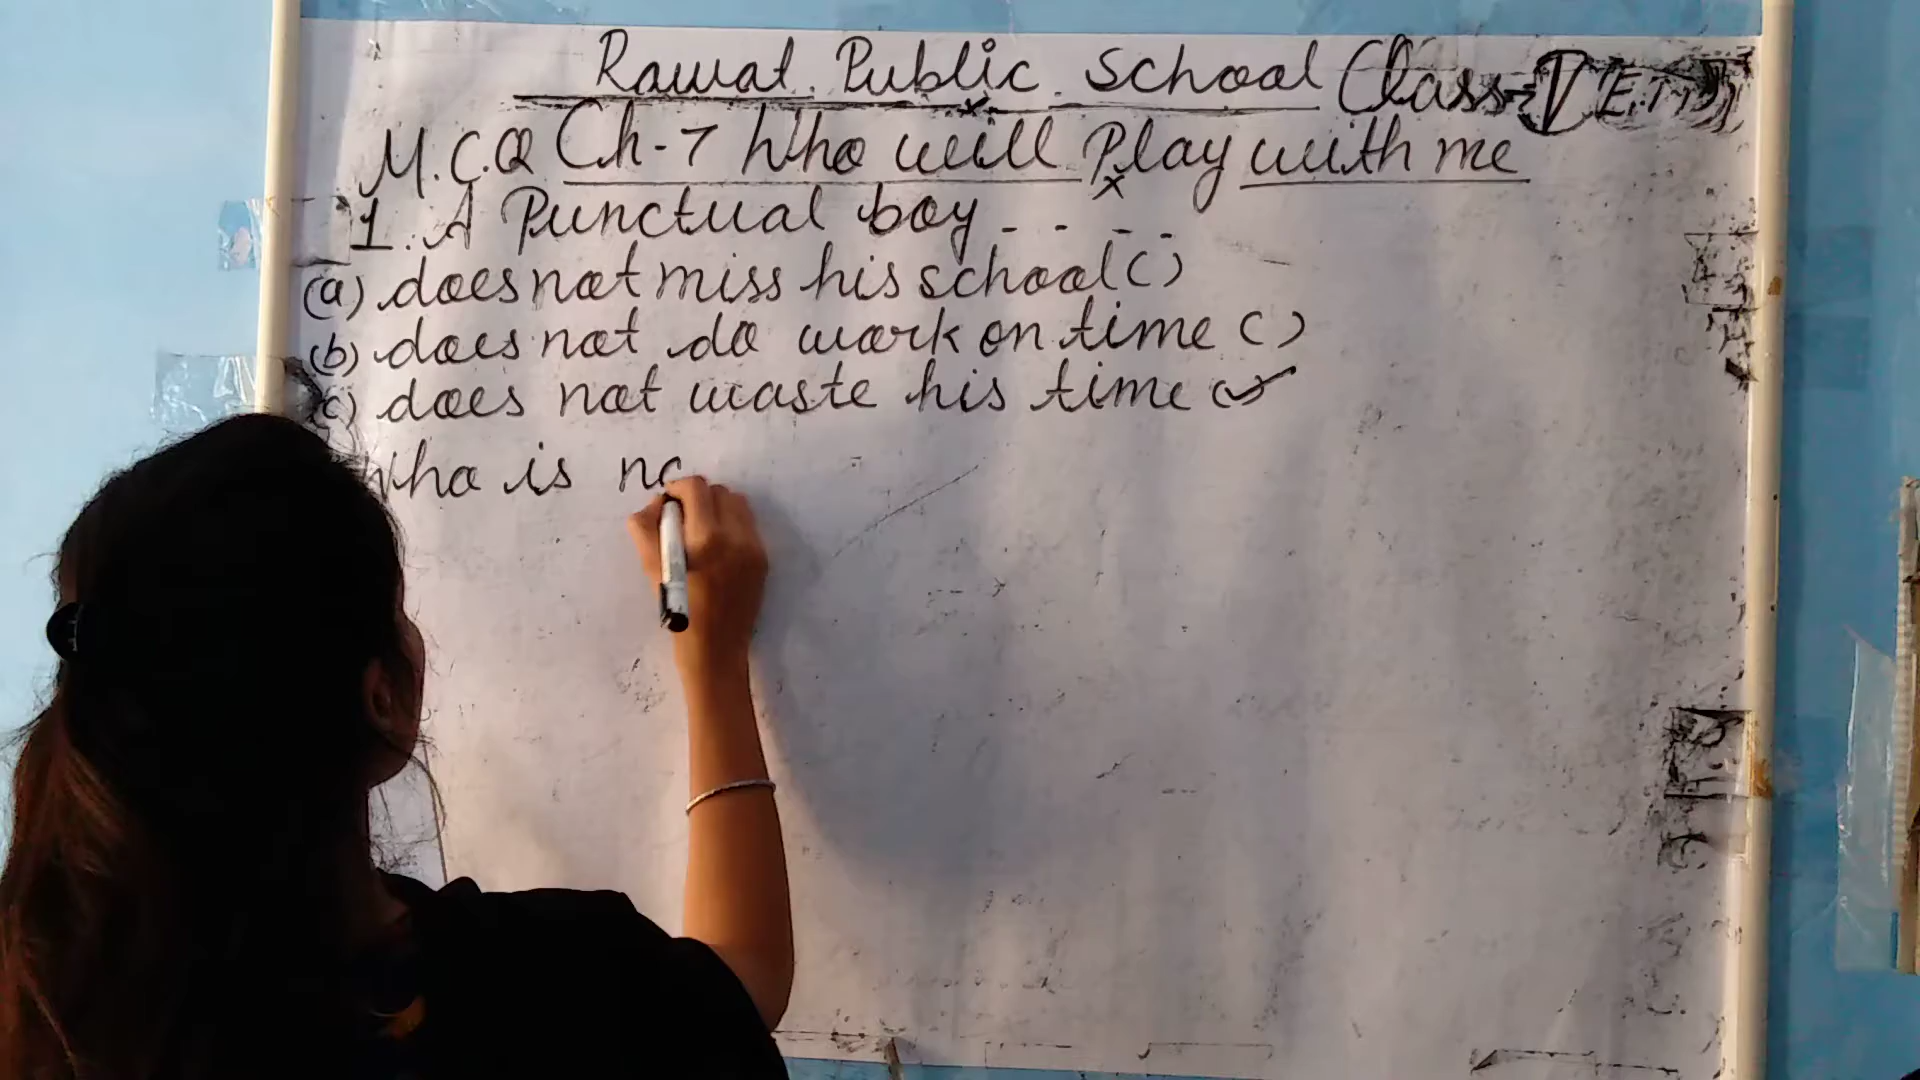 Rawat Public School Class-V Eng
M.C.Q Ch-7 Who will Play with me
1. A Punctual boy - - - -
(a) does not miss his school ( )
(b) does not do work on time ( )
(c) does not waste his time (✓)
Who is no